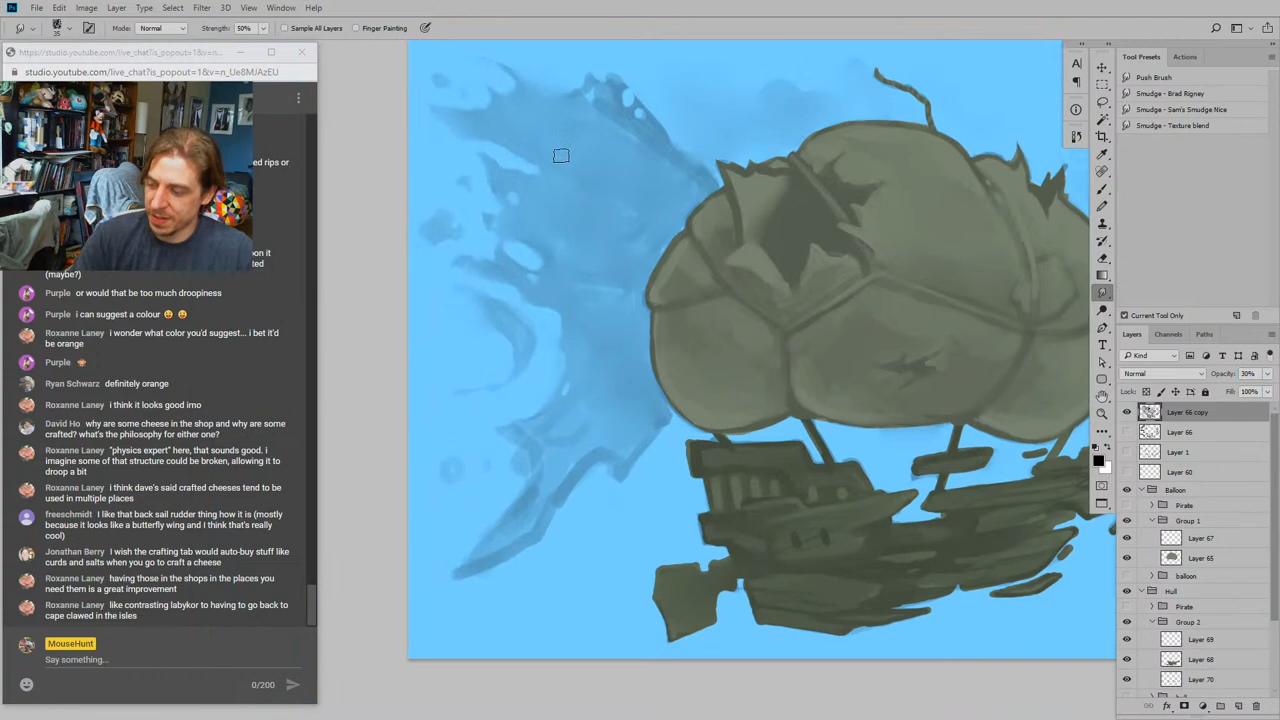 Ps File Edit Image Layer Type Select Filter 3D View Window Help
35 Mode: Normal Strength: 50% Sample All Layers Finger Painting
https://studio.youtube.com/live_chat?is_popout=1&v=n...
studio.youtube.com/live_chat?is_popout=1&v=n_Ue8MJAzEU
ed rips or
oon it
ted
(maybe?)
Purple or would that be too much droopiness
Purple i can suggest a colour
Roxanne Laney i wonder what color you'd suggest... i bet it'd
be orange
Purple
Ryan Schwarz definitely orange
Roxanne Laney i think it looks good imo
David Ho why are some cheese in the shop and why are some
crafted? what's the philosophy for either one?
Roxanne Laney "physics expert" here, that sounds good. i
imagine some of that structure could be broken, allowing it to
droop a bit
Roxanne Laney i think dave's said crafted cheeses tend to be
used in multiple places
freeschmidt I like that back sail rudder thing how it is (mostly
because it looks like a butterfly wing and I think that's really
cool)
Jonathan Berry I wish the crafting tab would auto-buy stuff like
curds and salts when you go to craft a cheese
Roxanne Laney having those in the shops in the places you
need them is a great improvement
Roxanne Laney like contrasting labykor to having to go back to
cape clawed in the isles
MouseHunt
Say something...
0/200
Tool Presets Actions
Push Brush
Smudge - Brad Rigney
Smudge - Sam's Smudge Nice
Smudge - Texture blend
Current Tool Only
Layers Channels Paths
Kind
Normal Opacity: 30%
Lock: Fill: 100%
Layer 66 copy
Layer 66
Layer 1
Layer 60
Balloon
Pirate
Group 1
Layer 67
Layer 65
balloon
Hull
Pirate
Group 2
Layer 69
Layer 68
Layer 70